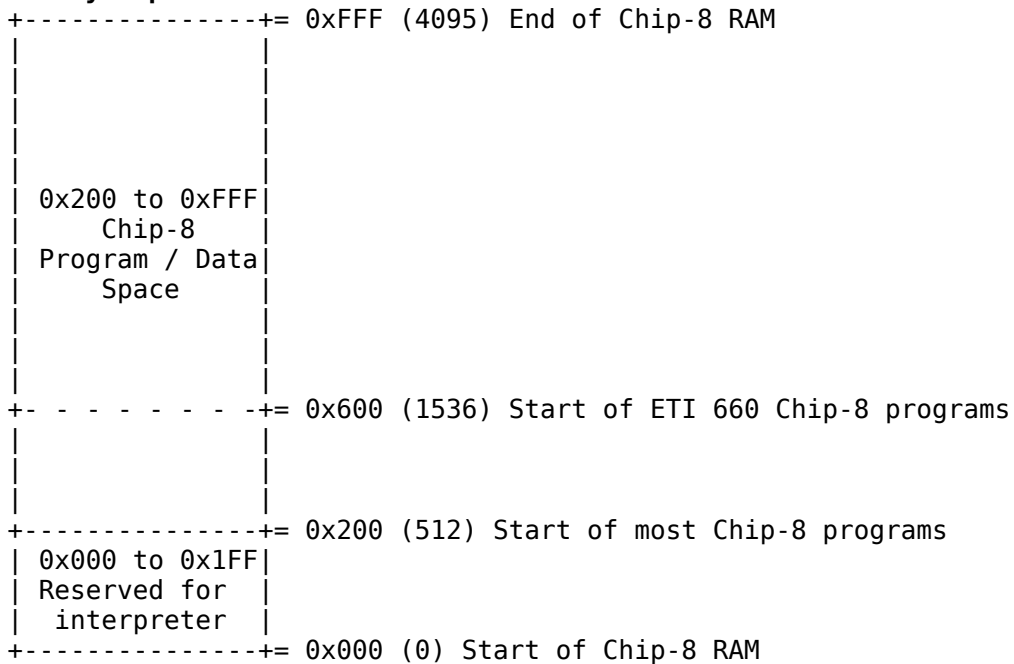 +---------------+= 0xFFF (4095) End of Chip-8 RAM
|               |
|               |
|               |
|               |
|               |
| 0x200 to 0xFFF|
|     Chip-8    |
| Program / Data|
|     Space     |
|               |
|               |
|               |
+- - - - - - - -+= 0x600 (1536) Start of ETI 660 Chip-8 programs
|               |
|               |
|               |
+---------------+= 0x200 (512) Start of most Chip-8 programs
| 0x000 to 0x1FF|
| Reserved for  |
|  interpreter  |
+---------------+= 0x000 (0) Start of Chip-8 RAM